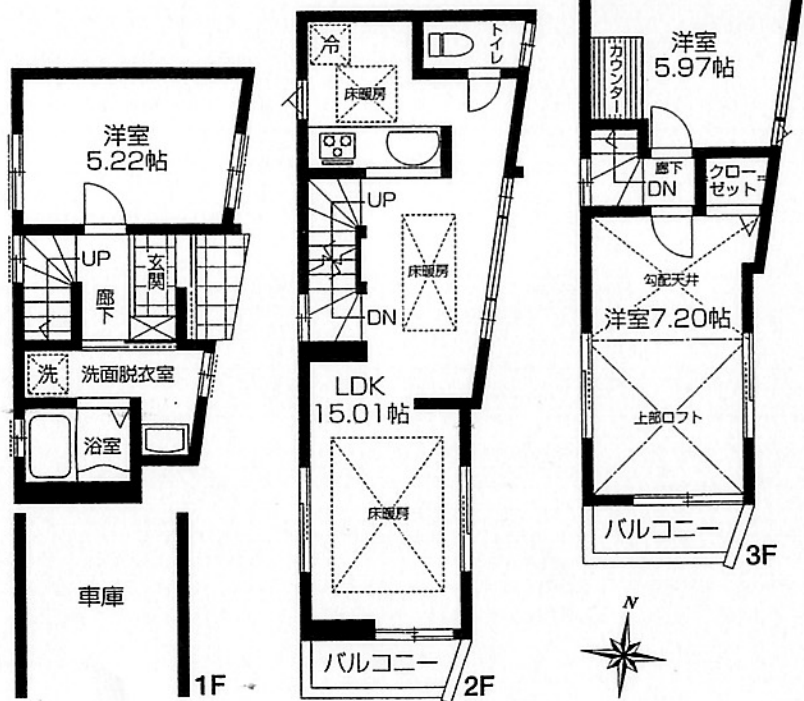 洋室
5.22帖
UP
廊下
玄関
洗
洗面脱衣室
浴室
車庫
1F
冷
トイレ
床暖房
UP
床暖房
DN
LDK
15.01帖
床暖房
バルコニー
2F
洋室
5.97帖
カウンター
廊下
DN
クロー
ゼット
勾配天井
洋室7.20帖
上部ロフト
バルコニー
3F
N